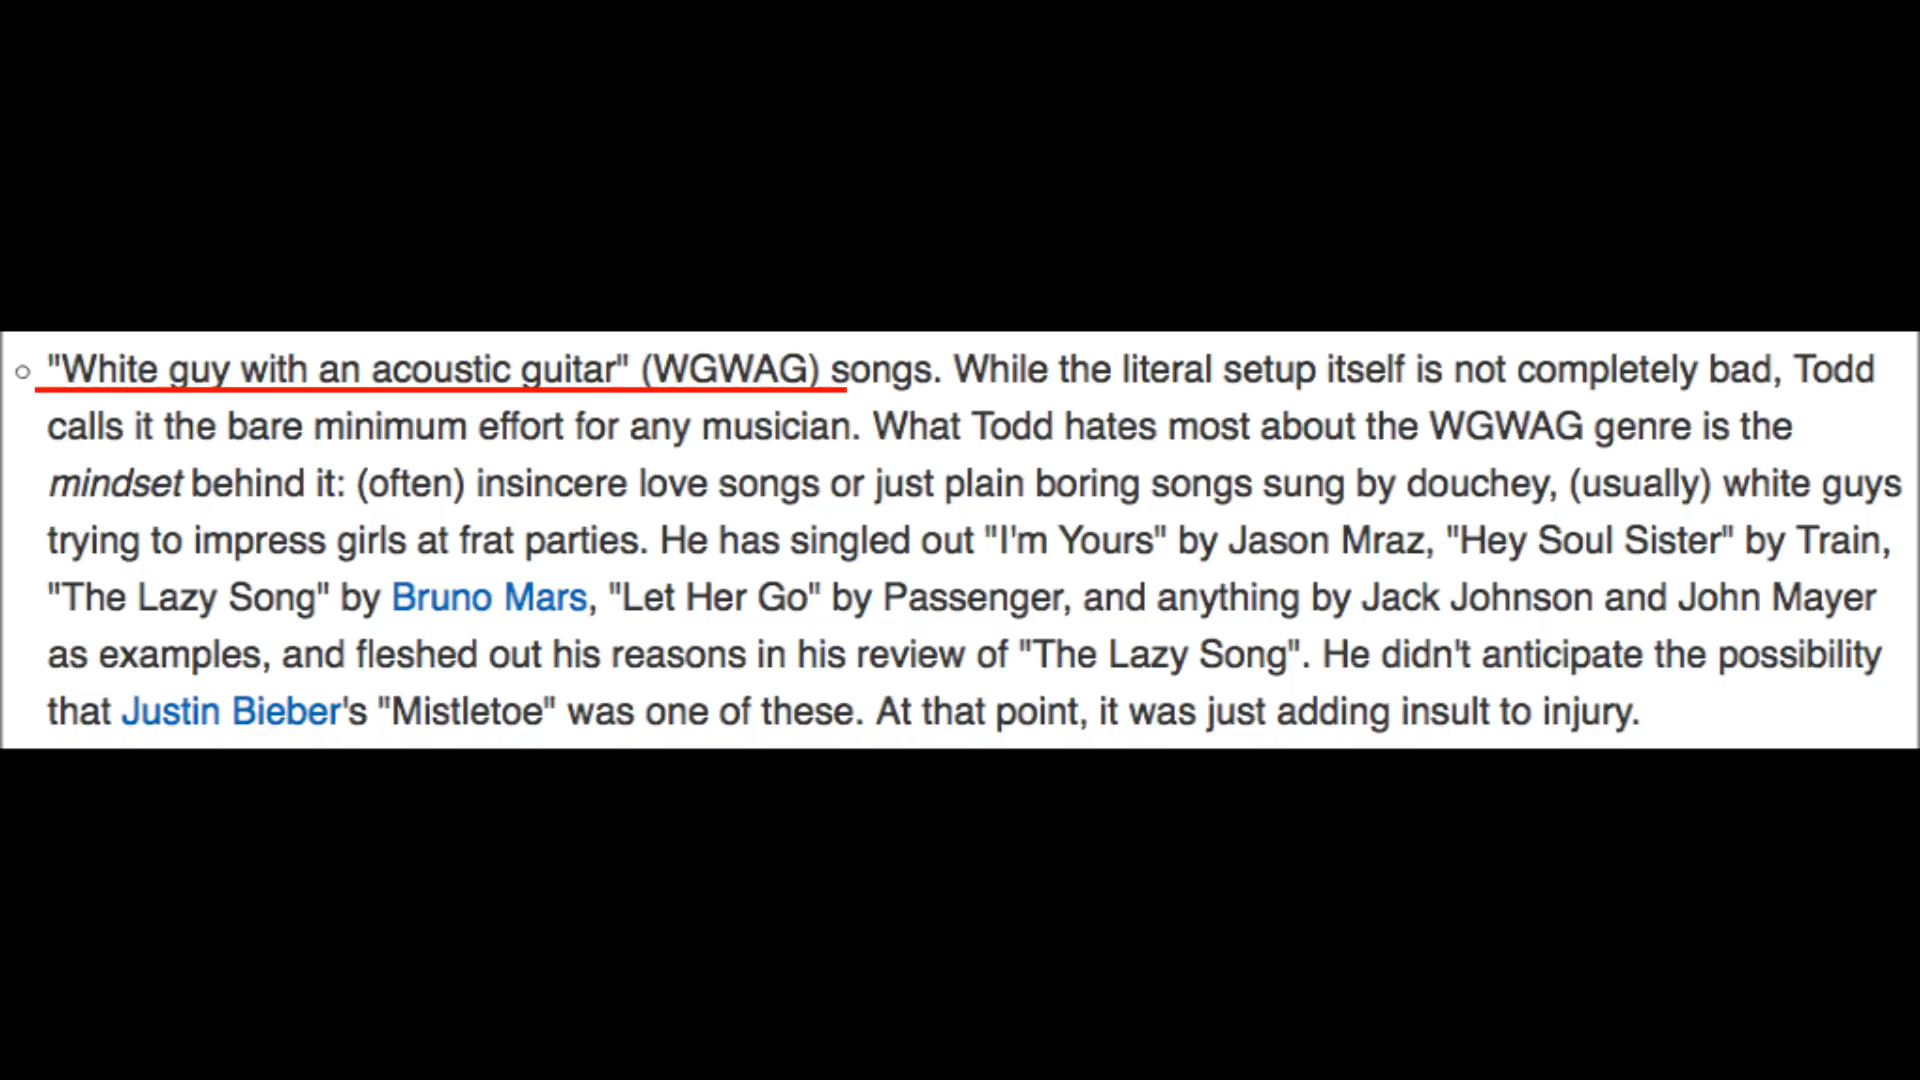 "White guy with an acoustic guitar" (WGWAG) songs. While the literal setup itself is not completely bad, Todd
calls it the bare minimum effort for any musician. What Todd hates most about the WGWAG genre is the
mindset behind it: (often) insincere love songs or just plain boring songs sung by douchey, (usually) white guys
trying to impress girls at frat parties. He has singled out "I'm Yours" by Jason Mraz, "Hey Soul Sister" by Train,
"The Lazy Song" by Bruno Mars, "Let Her Go" by Passenger, and anything by Jack Johnson and John Mayer
as examples, and fleshed out his reasons in his review of "The Lazy Song". He didn't anticipate the possibility
that Justin Bieber's "Mistletoe" was one of these. At that point, it was just adding insult to injury.